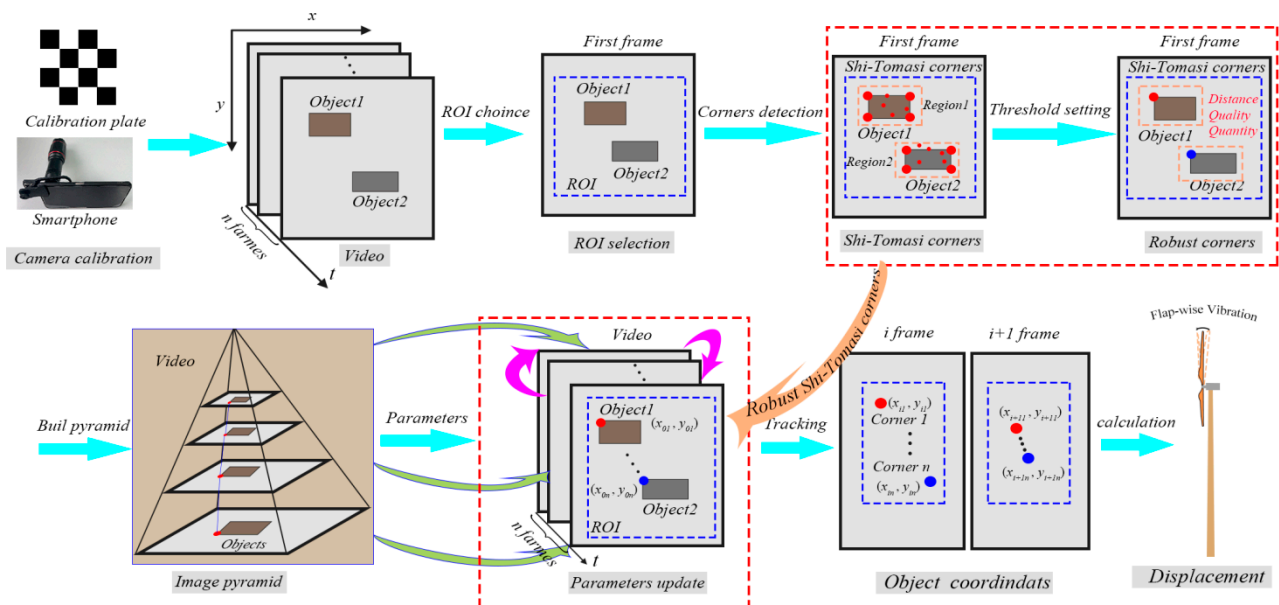 x
y
Calibration plate
Smartphone
Camera calibration
Object1
Object2
n farmes
t
Video
ROI choince
First frame
Object1
Object2
ROI
ROI selection
Corners detection
First frame
Shi-Tomasi corners
Region1
Object1
Region2
Object2
Shi-Tomasi corners
Threshold setting
First frame
Shi-Tomasi corners
Distance
Quality
Quantity
Object1
Object2
Robust corners
Buil pyramid
Video
Objects
Image pyramid
Parameters
Video
Object1
(x01, y01)
(x0n, y0n)
Object2
ROI
n farmes
t
Parameters update
Robust Shi-Tomasi corners
Tracking
i frame
(xi1, yi1)
Corner 1
Corner n
(xin, yin)
i+1 frame
(xi+11, yi+11)
(xi+1n, yi+1n)
Object coordindats
calculation
Flap-wise Vibration
Displacement